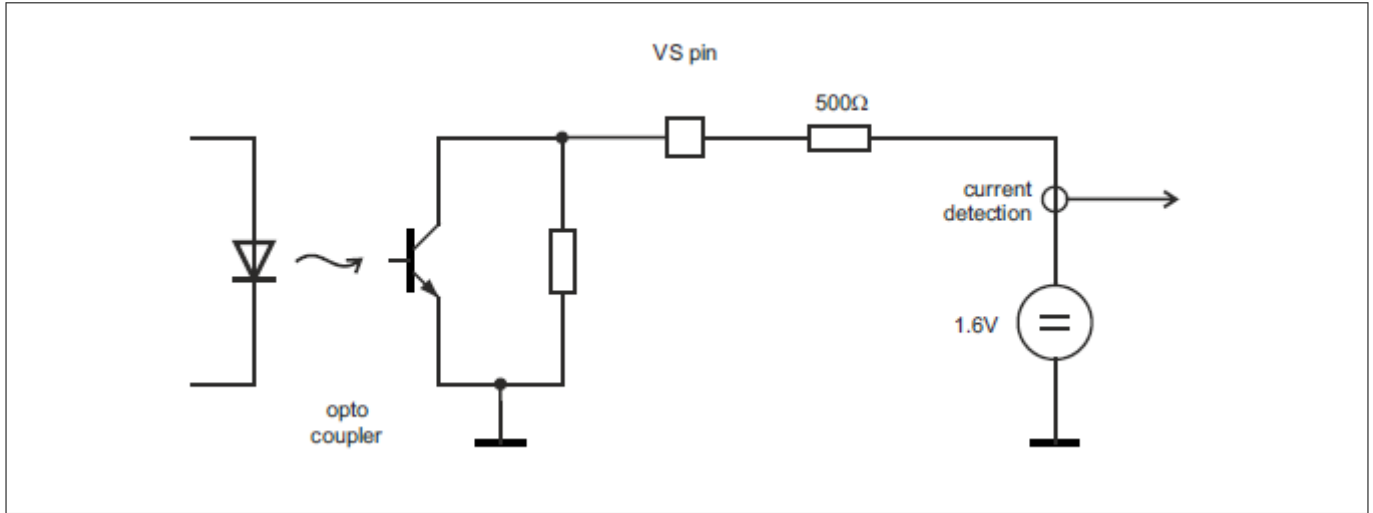 VS pin
500Ω
current
detection
1.6V
opto
coupler